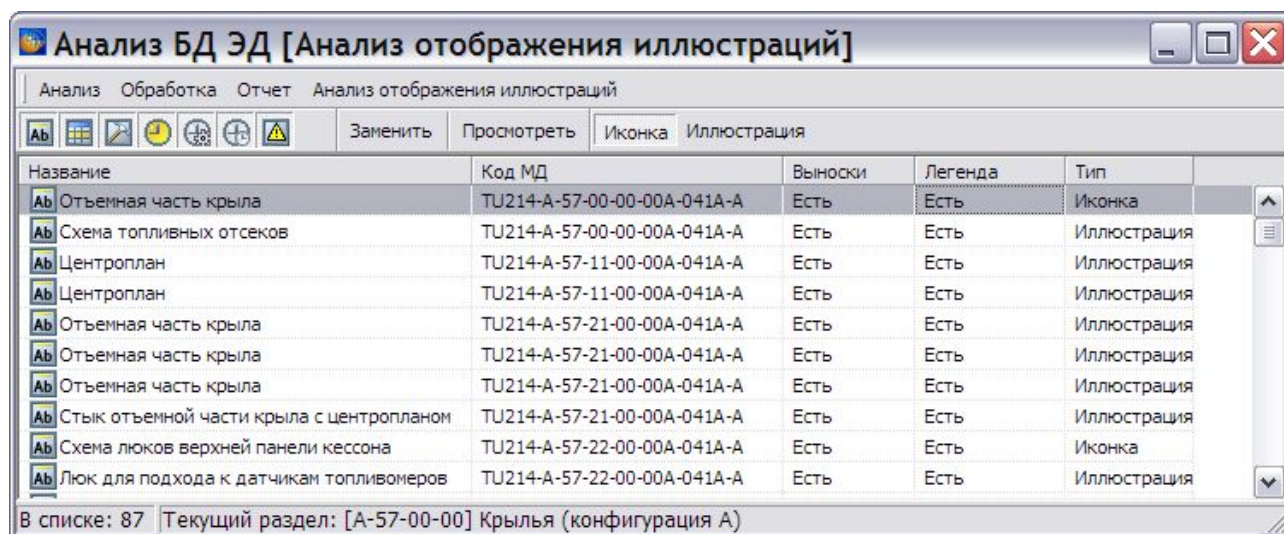 Анализ БД ЭД [Анализ отображения иллюстраций]
Анализ Обработка Отчет Анализ отображения иллюстраций
Ab Заменить Просмотреть Иконка Иллюстрация
Название Код МД Выноски Легенда Тип
Ab Отъемная часть крыла TU214-A-57-00-00-00A-041A-A Есть Есть Иконка
Ab Схема топливных отсеков TU214-A-57-00-00-00A-041A-A Есть Есть Иллюстрация
Ab Центроплан TU214-A-57-11-00-00A-041A-A Есть Есть Иллюстрация
Ab Центроплан TU214-A-57-11-00-00A-041A-A Есть Есть Иллюстрация
Ab Отъемная часть крыла TU214-A-57-21-00-00A-041A-A Есть Есть Иллюстрация
Ab Отъемная часть крыла TU214-A-57-21-00-00A-041A-A Есть Есть Иллюстрация
Ab Отъемная часть крыла TU214-A-57-21-00-00A-041A-A Есть Есть Иллюстрация
Ab Стык отъемной части крыла с центропланом TU214-A-57-21-00-00A-041A-A Есть Есть Иллюстрация
Ab Схема люков верхней панели кессона TU214-A-57-22-00-00A-041A-A Есть Есть Иконка
Ab Люк для подхода к датчикам топливомеров TU214-A-57-22-00-00A-041A-A Есть Есть Иллюстрация
В списке: 87 Текущий раздел: [A-57-00-00] Крылья (конфигурация A)